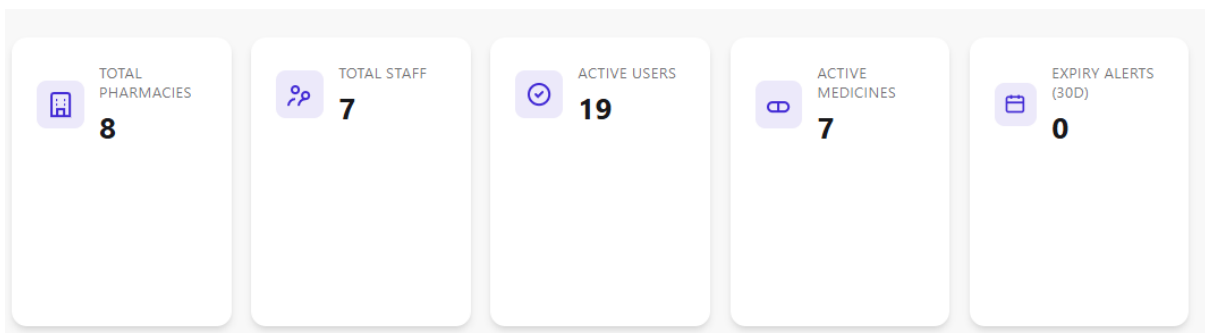 TOTAL
PHARMACIES
8
TOTAL STAFF
7
ACTIVE USERS
19
ACTIVE
MEDICINES
7
EXPIRY ALERTS
(30D)
0